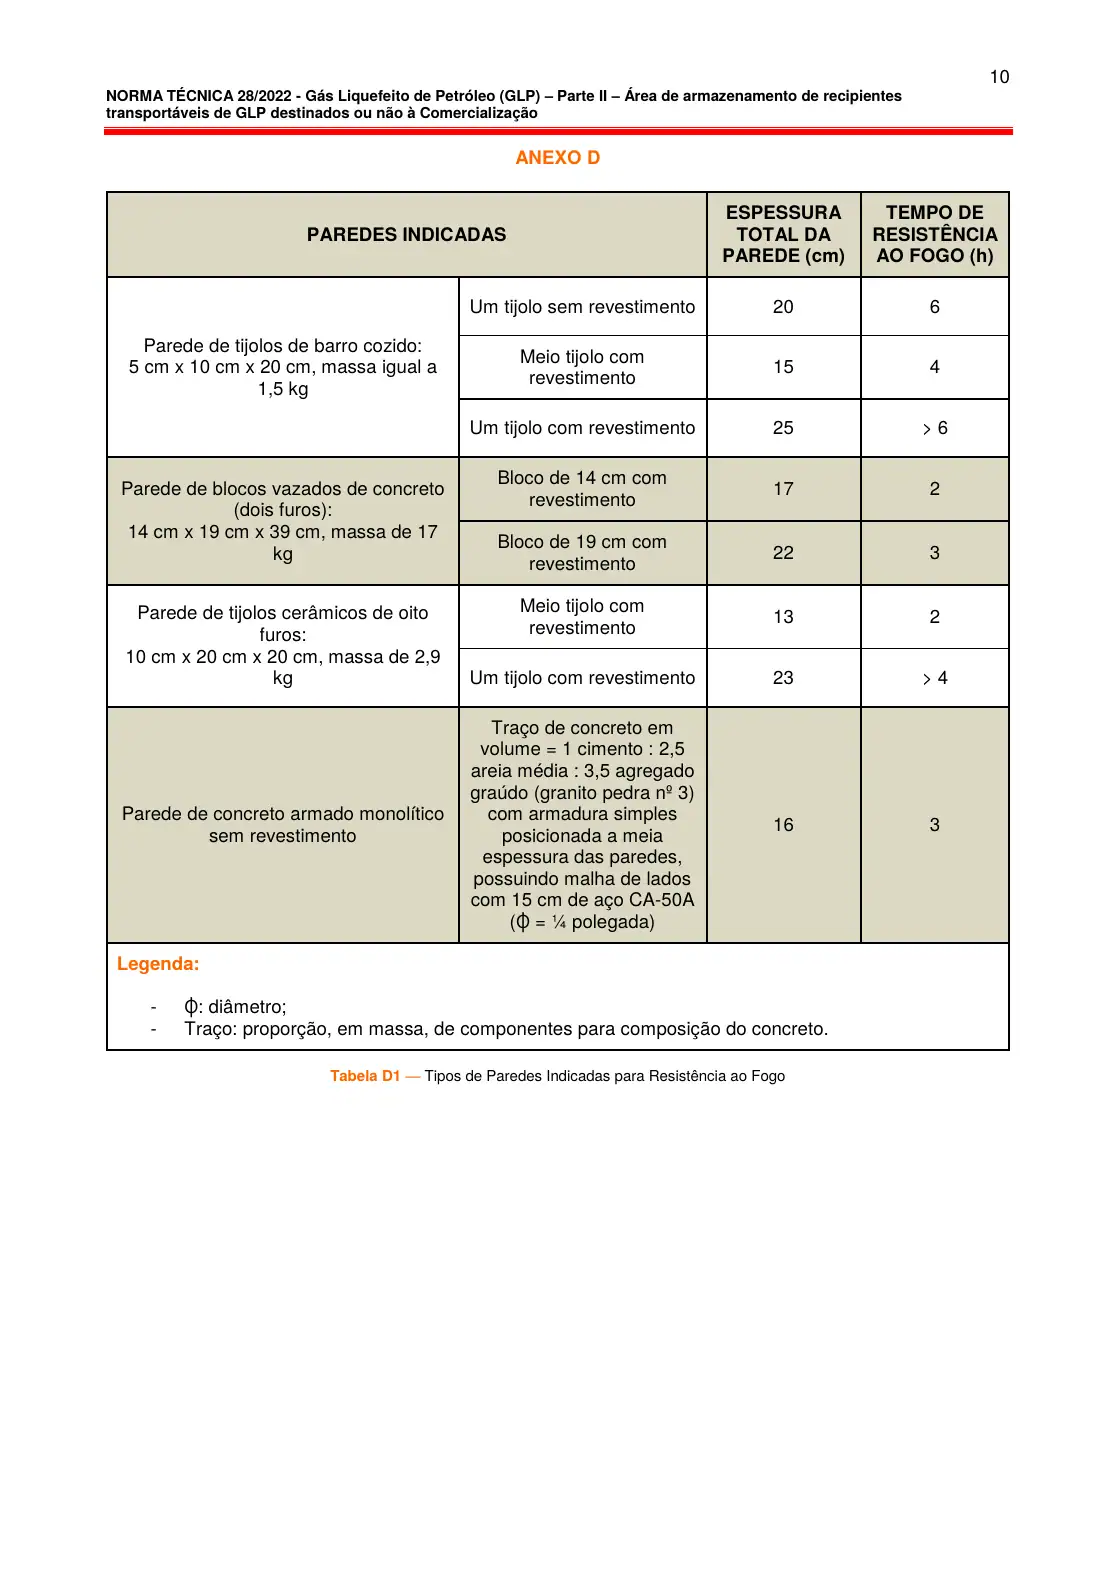 10
NORMA TÉCNICA 28/2022 - Gás Liquefeito de Petróleo (GLP) – Parte II – Área de armazenamento de recipientes
transportáveis de GLP destinados ou não à Comercialização
ANEXO D
PAREDES INDICADAS
ESPESSURA
TOTAL DA
PAREDE (cm)
TEMPO DE
RESISTÊNCIA
AO FOGO (h)
Parede de tijolos de barro cozido:
5 cm x 10 cm x 20 cm, massa igual a
1,5 kg
Um tijolo sem revestimento
20
6
Meio tijolo com
revestimento
15
4
Um tijolo com revestimento
25
> 6
Parede de blocos vazados de concreto
(dois furos):
14 cm x 19 cm x 39 cm, massa de 17
kg
Bloco de 14 cm com
revestimento
17
2
Bloco de 19 cm com
revestimento
22
3
Parede de tijolos cerâmicos de oito
furos:
10 cm x 20 cm x 20 cm, massa de 2,9
kg
Meio tijolo com
revestimento
13
2
Um tijolo com revestimento
23
> 4
Parede de concreto armado monolítico
sem revestimento
Traço de concreto em
volume = 1 cimento : 2,5
areia média : 3,5 agregado
graúdo (granito pedra nº 3)
com armadura simples
posicionada a meia
espessura das paredes,
possuindo malha de lados
com 15 cm de aço CA-50A
(ϕ = ¼ polegada)
16
3
Legenda:
- ϕ: diâmetro;
- Traço: proporção, em massa, de componentes para composição do concreto.
Tabela D1 — Tipos de Paredes Indicadas para Resistência ao Fogo